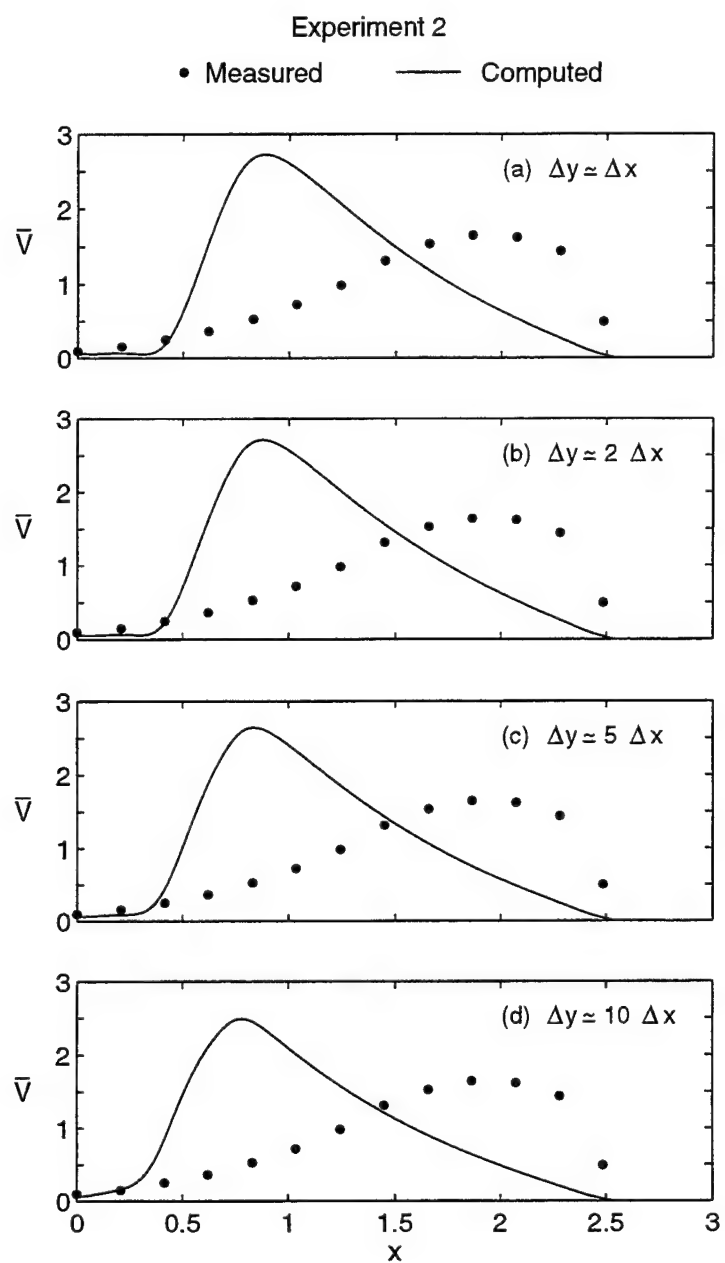 Experiment 2
Measured Computed
3
(a) Δy ≃ Δx
2
V̄
1
0
3
(b) Δy ≃ 2 Δx
2
V̄
1
0
3
(c) Δy ≃ 5 Δx
2
V̄
1
0
3
(d) Δy ≃ 10 Δx
2
V̄
1
0
0 0.5 1 1.5 2 2.5 3
x